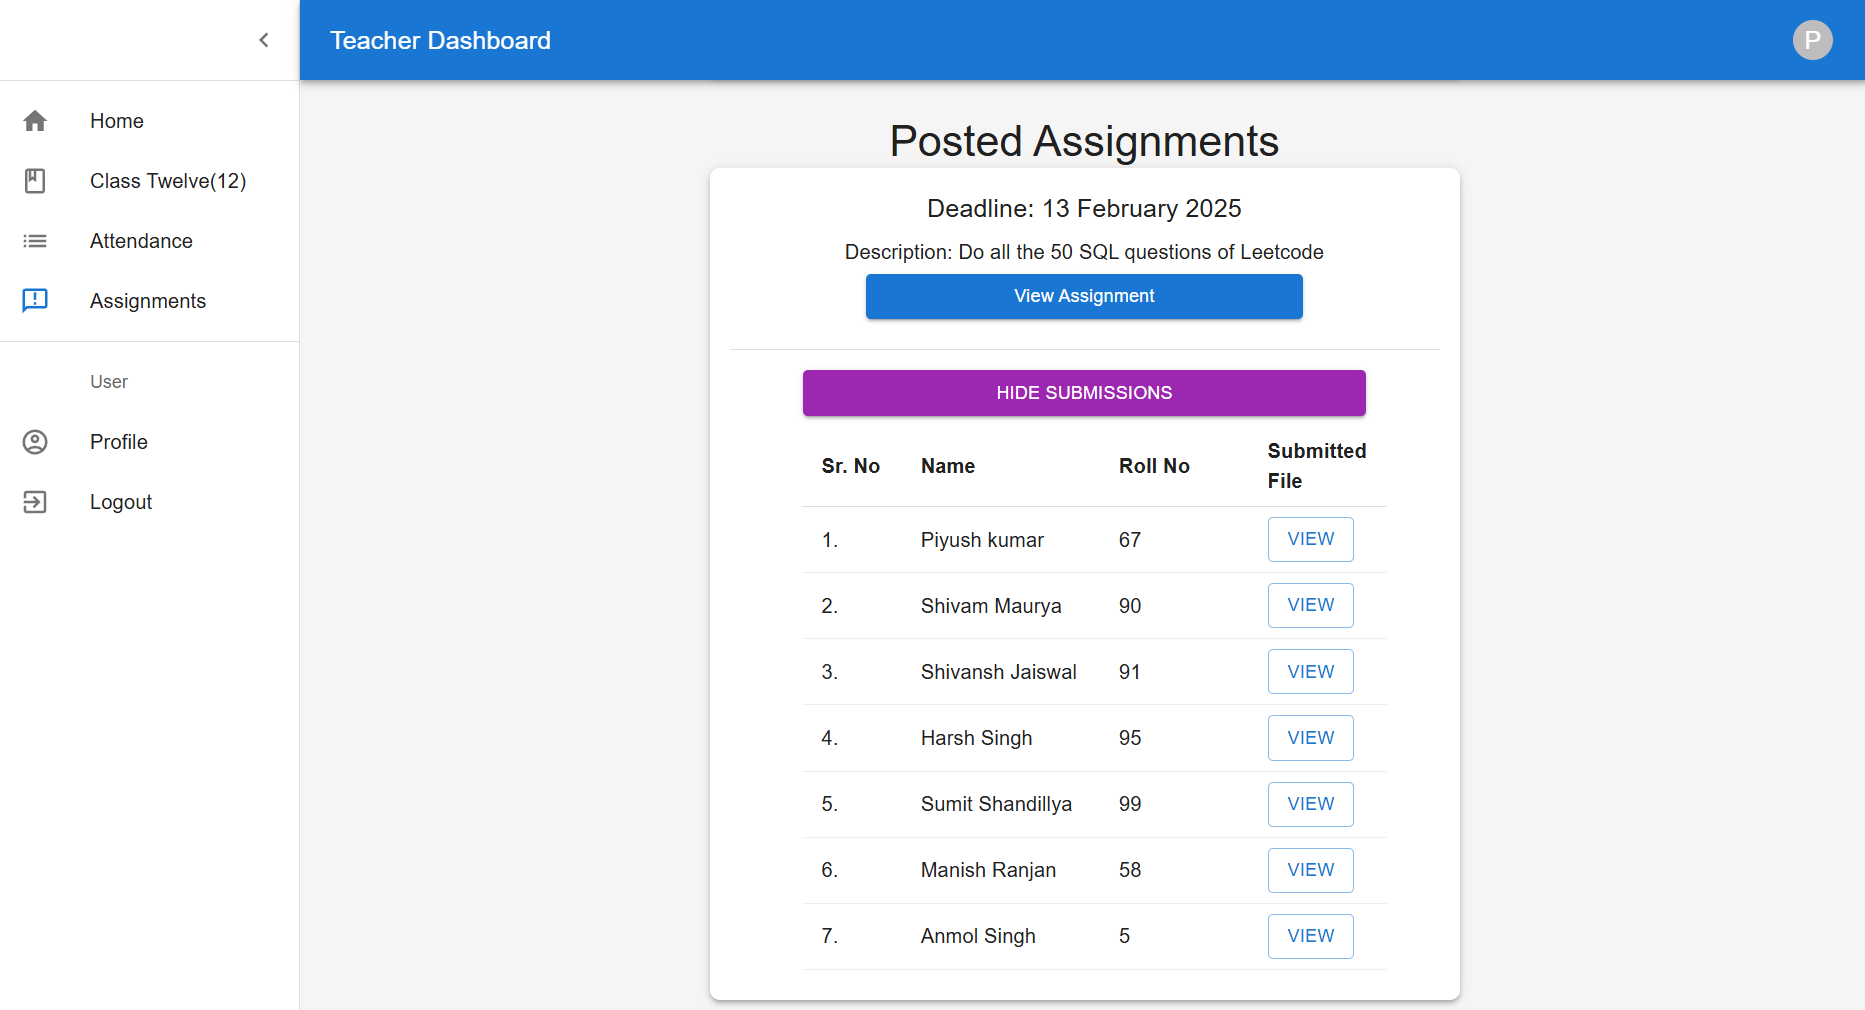 Teacher Dashboard
P
Home
Class Twelve(12)
Attendance
Assignments
User
Profile
Logout
Posted Assignments
Deadline: 13 February 2025
Description: Do all the 50 SQL questions of Leetcode
View Assignment
HIDE SUBMISSIONS
Sr. No Name Roll No Submitted File
1. Piyush kumar 67 VIEW
2. Shivam Maurya 90 VIEW
3. Shivansh Jaiswal 91 VIEW
4. Harsh Singh 95 VIEW
5. Sumit Shandillya 99 VIEW
6. Manish Ranjan 58 VIEW
7. Anmol Singh 5 VIEW